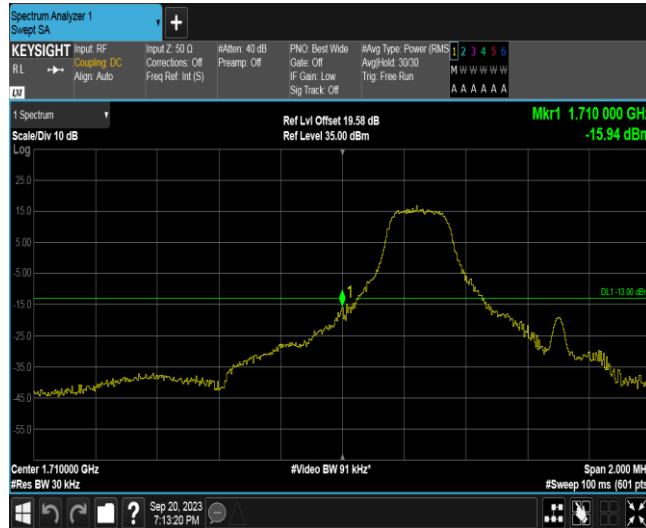 Spectrum Analyzer 1
Swept SA
+
KEYSIGHT Input: RF Input Z: 50 Ω #Atten: 40 dB PNO: Best Wide #Avg Type: Power (RMS 1 2 3 4 5 6
RL Coupling: DC Corrections: Off Preamp: Off Gate: Off Avg|Hold: 30/30 M W W W W W
Align: Auto Freq Ref: Int (S) IF Gain: Low Trig: Free Run
LXI Sig Track: Off A A A A A A
1 Spectrum Ref Lvl Offset 19.58 dB Mkr1 1.710 000 GHz
Scale/Div 10 dB Ref Level 35.00 dBm -15.94 dBm
Log
25.0
15.0
5.00
-5.00
1
DL1 -13.00 dBm
-15.0
-25.0
-35.0
-45.0
-55.0
Center 1.710000 GHz #Video BW 91 kHz* Span 2.000 MH
#Res BW 30 kHz #Sweep 100 ms (601 pts
? Sep 20, 2023
7:13:20 PM